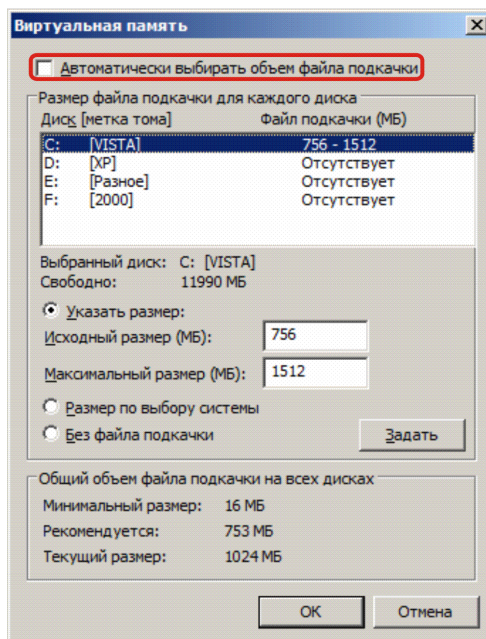 Виртуальная память
Автоматически выбирать объем файла подкачки
Размер файла подкачки для каждого диска
Диск [метка тома] Файл подкачки (МБ)
C: [VISTA] 756 - 1512
D: [XP] Отсутствует
E: [Разное] Отсутствует
F: [2000] Отсутствует
Выбранный диск: C: [VISTA]
Свободно: 11990 МБ
Указать размер:
Исходный размер (МБ): 756
Максимальный размер (МБ): 1512
Размер по выбору системы
Без файла подкачки Задать
Общий объем файла подкачки на всех дисках
Минимальный размер: 16 МБ
Рекомендуется: 753 МБ
Текущий размер: 1024 МБ
ОК Отмена